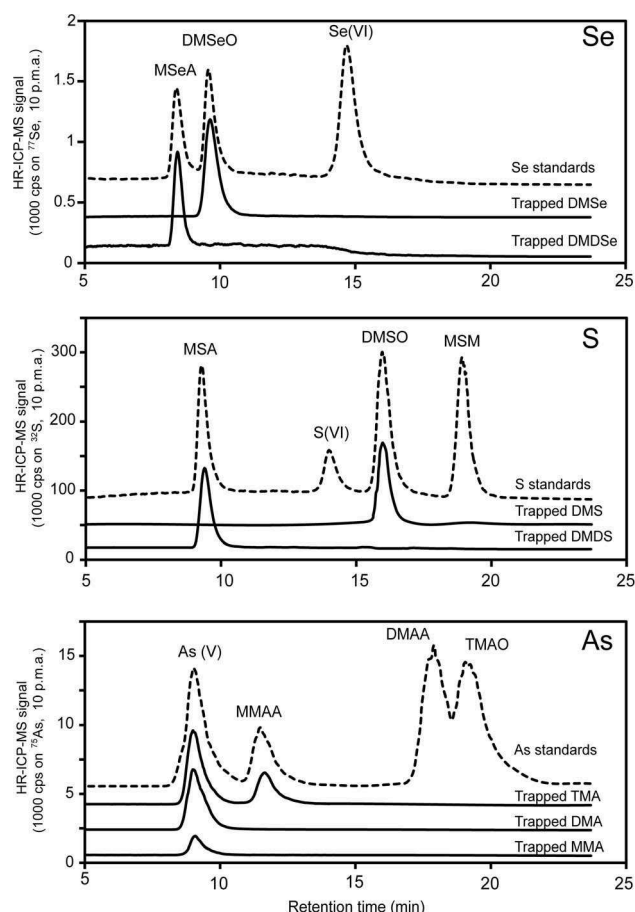 Se
HR-ICP-MS signal
(1000 cps on ⁷⁷Se, 10 p.m.a.)
2
1.5
1
0.5
0
MSeA
DMSeO
Se(VI)
Se standards
Trapped DMSe
Trapped DMDSe
5
10
15
20
25
S
HR-ICP-MS signal
(1000 cps on ³²S, 10 p.m.a.)
300
200
100
0
MSA
S(VI)
DMSO
MSM
S standards
Trapped DMS
Trapped DMDS
5
10
15
20
25
As
HR-ICP-MS signal
(1000 cps on ⁷⁵As, 10 p.m.a.)
15
10
5
0
As (V)
MMAA
DMAA
TMAO
As standards
Trapped TMA
Trapped DMA
Trapped MMA
5
10
15
20
25
Retention time (min)